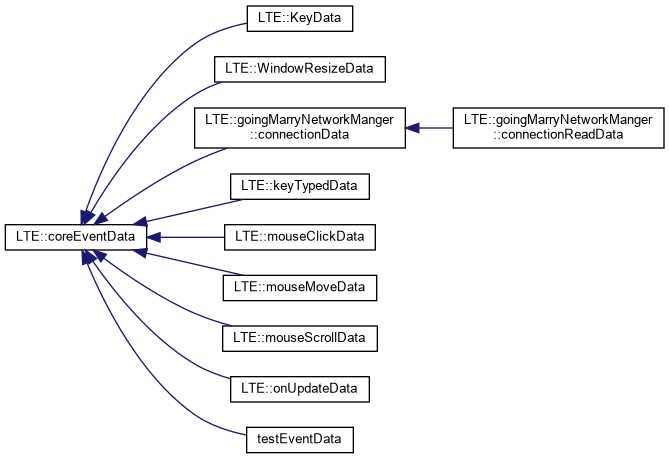 LTE::KeyData
LTE::WindowResizeData
LTE::goingMarryNetworkManger
::connectionData
LTE::goingMarryNetworkManger
::connectionReadData
LTE::keyTypedData
LTE::coreEventData
LTE::mouseClickData
LTE::mouseMoveData
LTE::mouseScrollData
LTE::onUpdateData
testEventData